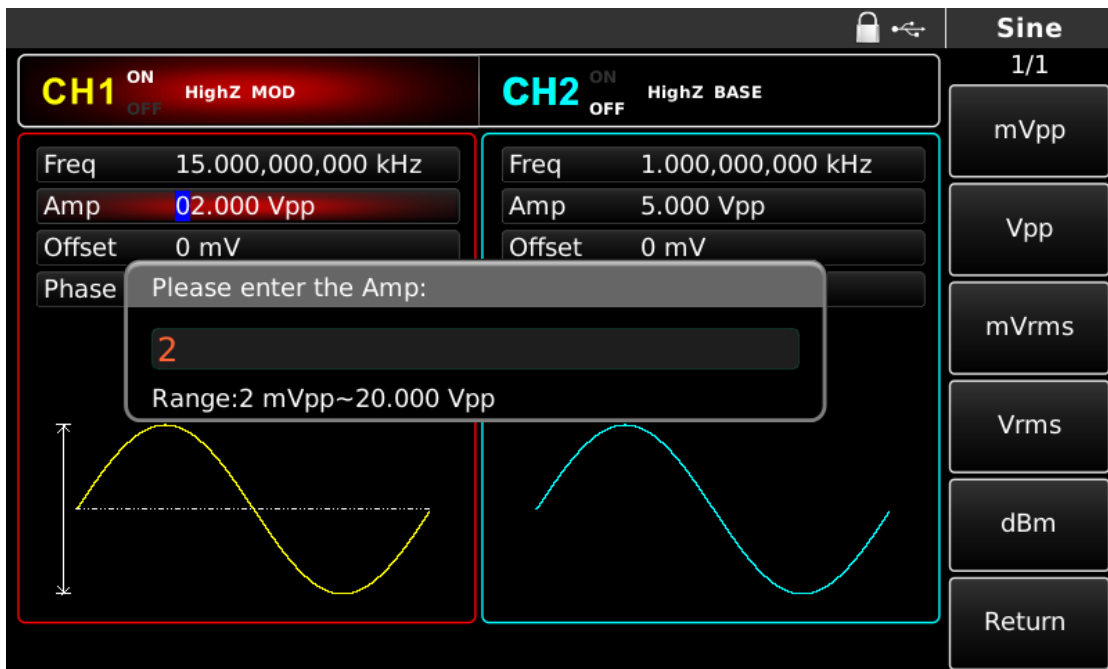 Sine
1/1
CH1 ON OFF HighZ MOD
CH2 ON OFF HighZ BASE
Freq 15.000,000,000 kHz
Amp 02.000 Vpp
Offset 0 mV
Phase
Freq 1.000,000,000 kHz
Amp 5.000 Vpp
Offset 0 mV
Please enter the Amp:
2
Range:2 mVpp~20.000 Vpp
mVpp
Vpp
mVrms
Vrms
dBm
Return